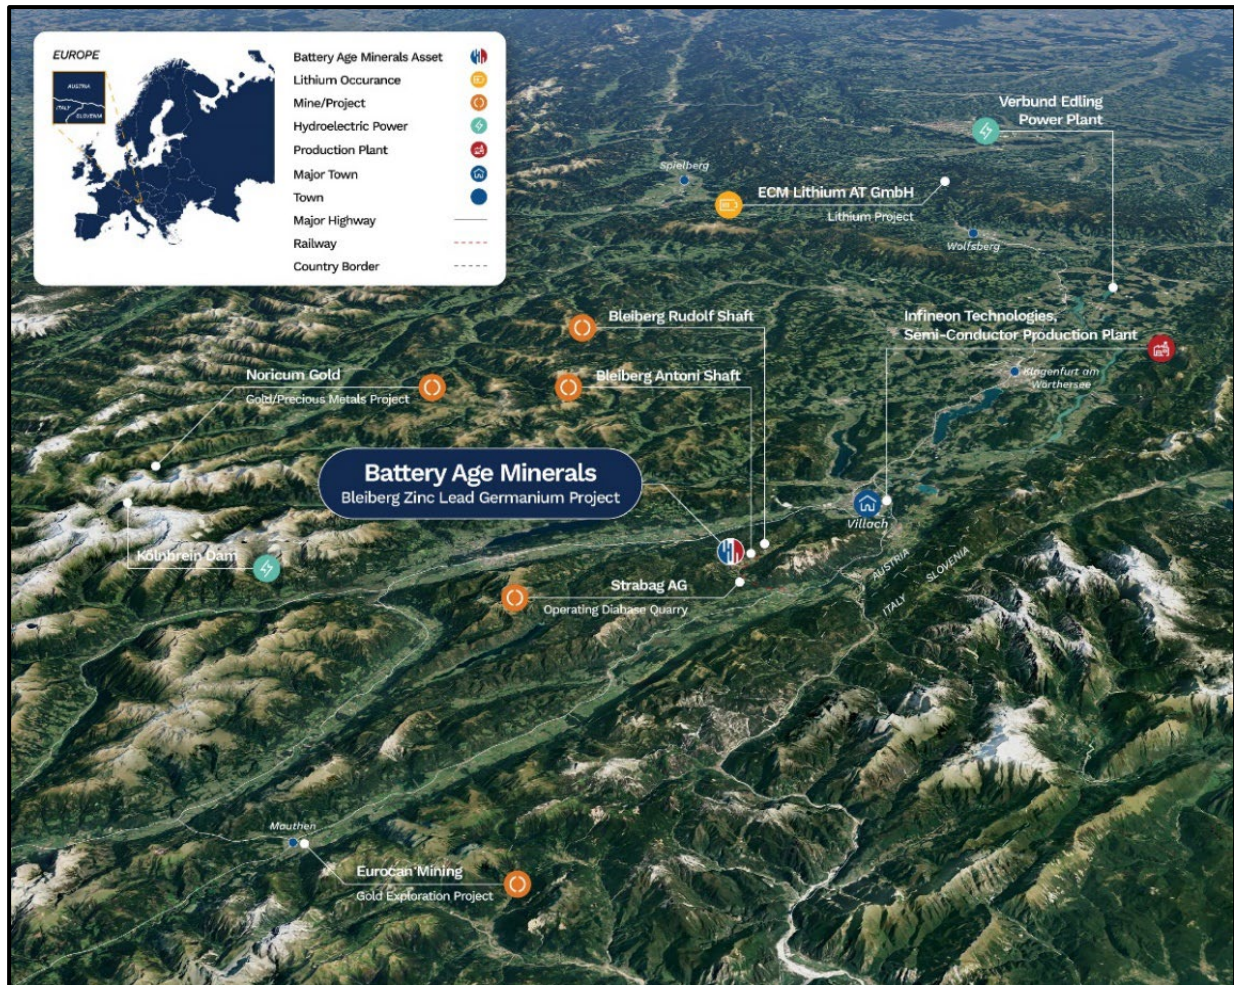 EUROPE
AUSTRIA
ITALY
SLOVENIA
Battery Age Minerals Asset
Lithium Occurance
Mine/Project
Hydroelectric Power
Production Plant
Major Town
Town
Major Highway
Railway
Country Border
Verbund Edling
Power Plant
Spielberg
ECM Lithium AT GmbH
Lithium Project
Wolfsberg
Bleiberg Rudolf Shaft
Infineon Technologies,
Semi-Conductor Production Plant
Noricum Gold
Gold/Precious Metals Project
Bleiberg Antoni Shaft
Klngenfurt am
Wörthersee
Battery Age Minerals
Bleiberg Zinc Lead Germanium Project
Villach
Kölnbrein Dam
AUSTRIA
SLOVENIA
ITALY
Strabag AG
Operating Diabase Quarry
Mauthen
Eurocan Mining
Gold Exploration Project